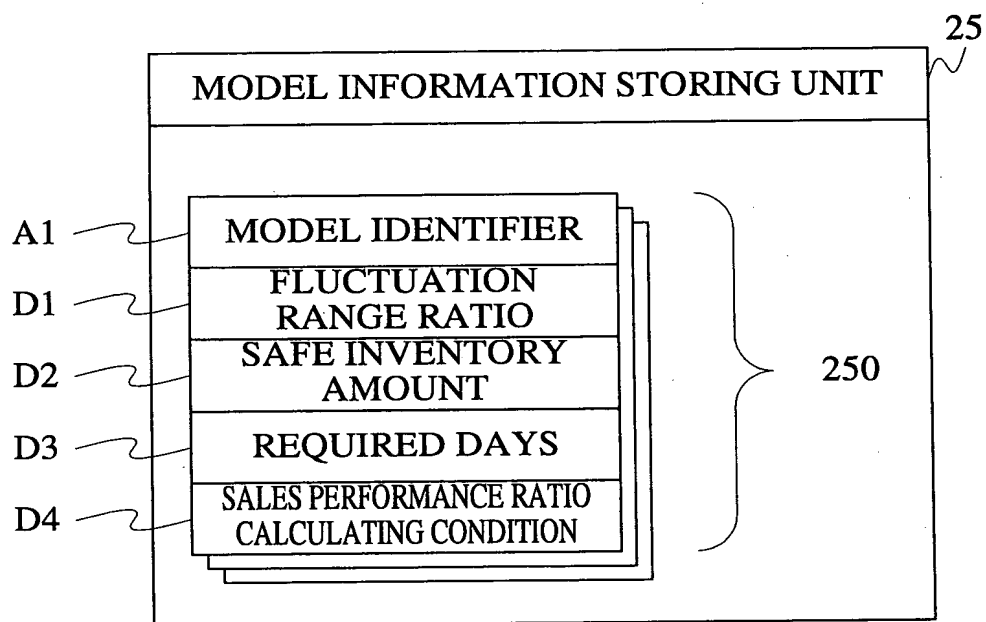 25
MODEL INFORMATION STORING UNIT
A1
MODEL IDENTIFIER
D1
FLUCTUATION
RANGE RATIO
D2
SAFE INVENTORY
AMOUNT
250
D3
REQUIRED DAYS
D4
SALES PERFORMANCE RATIO
CALCULATING CONDITION